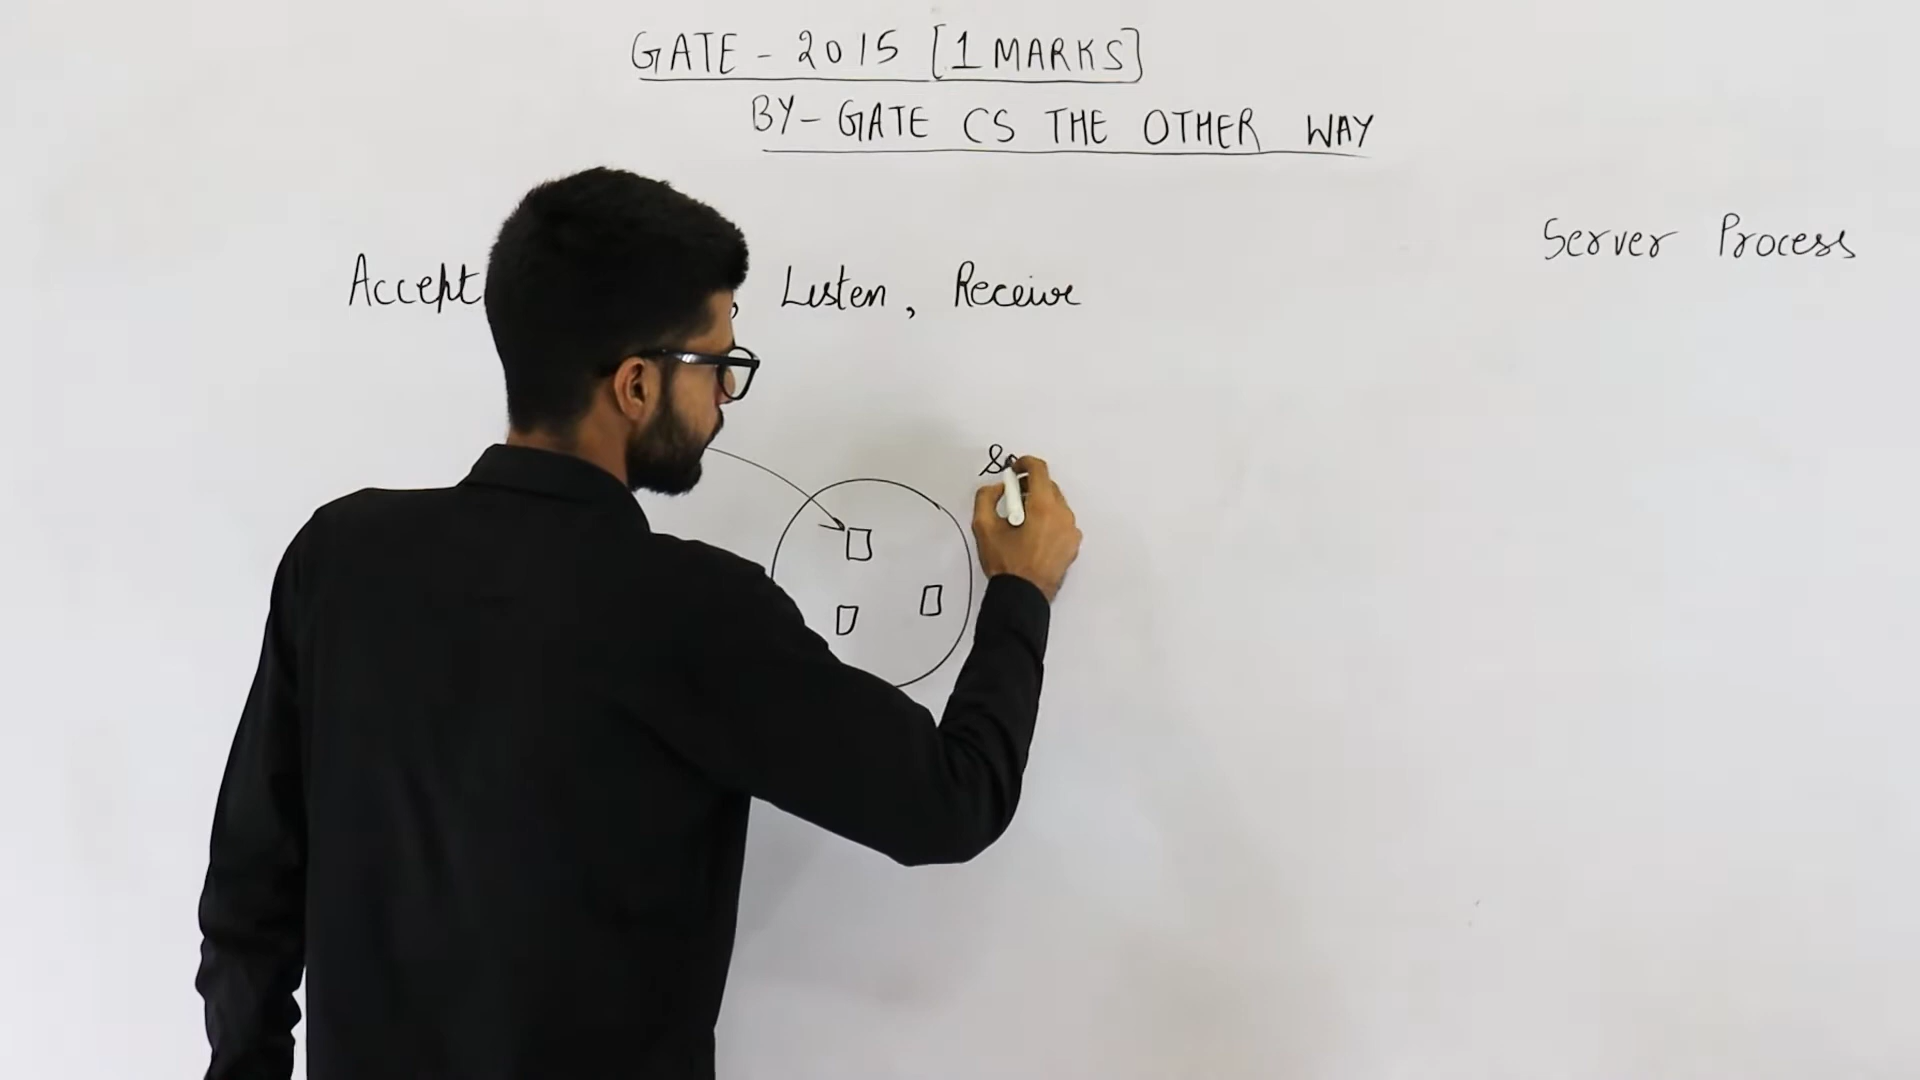 GATE - 2015 [1 MARKS]
BY - GATE CS THE OTHER WAY
Server Process
Accept , Listen , Receive